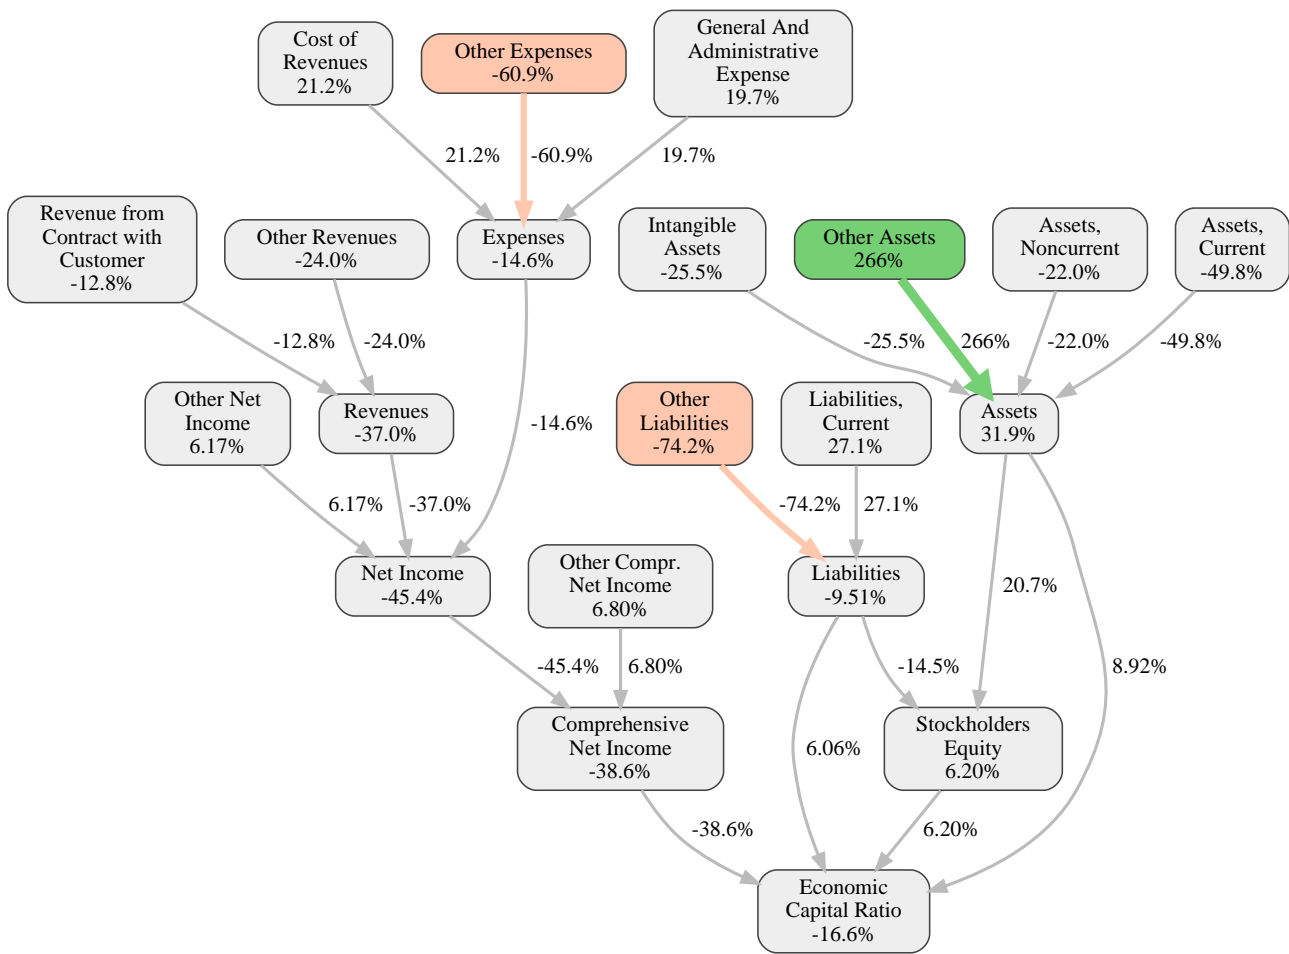 Cost of
Revenues
21.2%
Other Expenses
-60.9%
General And
Administrative
Expense
19.7%
21.2%
-60.9%
19.7%
Revenue from
Contract with
Customer
-12.8%
Other Revenues
-24.0%
Expenses
-14.6%
Intangible
Assets
-25.5%
Other Assets
266%
Assets,
Noncurrent
-22.0%
Assets,
Current
-49.8%
-12.8%
-24.0%
-25.5%
266%
-22.0%
-49.8%
Other Net
Income
6.17%
Revenues
-37.0%
-14.6%
Other
Liabilities
-74.2%
Liabilities,
Current
27.1%
Assets
31.9%
6.17%
-37.0%
-74.2%
27.1%
Net Income
-45.4%
Other Compr.
Net Income
6.80%
Liabilities
-9.51%
20.7%
-45.4%
6.80%
-14.5%
8.92%
Comprehensive
Net Income
-38.6%
6.06%
Stockholders
Equity
6.20%
-38.6%
6.20%
Economic
Capital Ratio
-16.6%